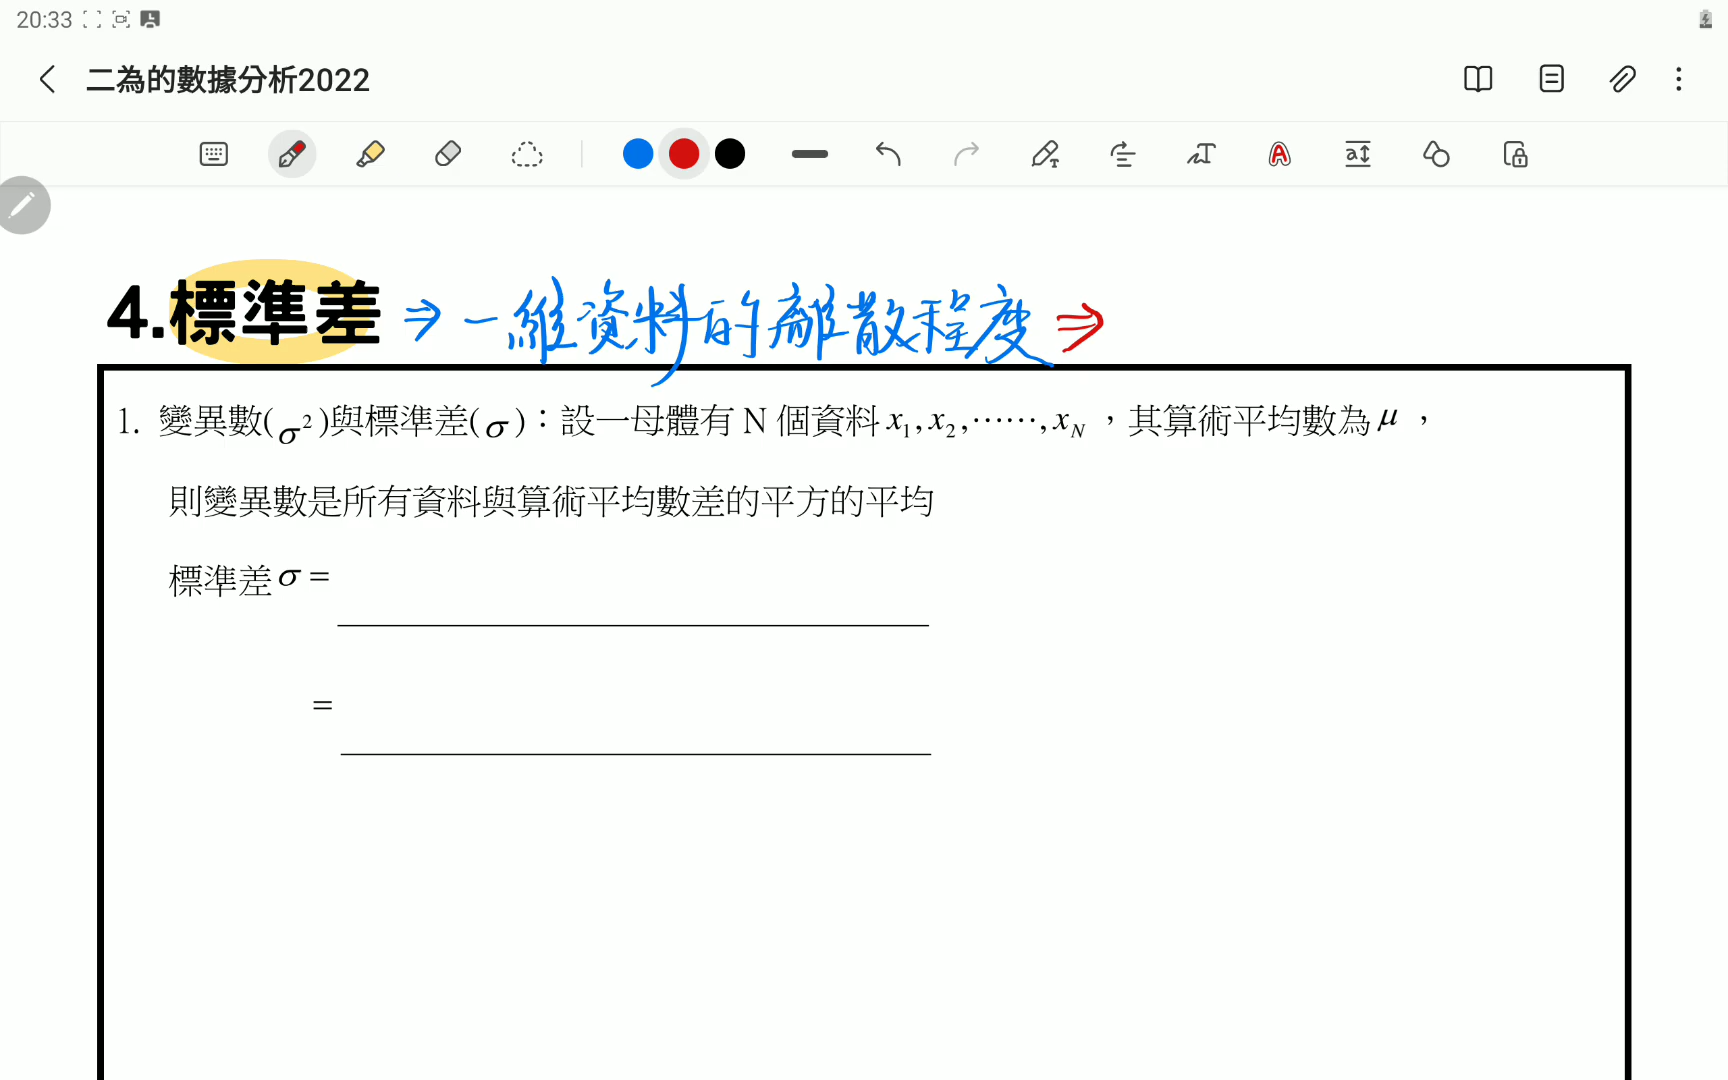 20:33
二為的數據分析2022
4.標準差 ⇒ 一維資料的離散程度 ⇒
1. 變異數(σ²)與標準差(σ)：設一母體有 N 個資料 x₁, x₂, ⋯⋯, x_N ，其算術平均數為 μ ，
則變異數是所有資料與算術平均數差的平方的平均
標準差 σ =
=